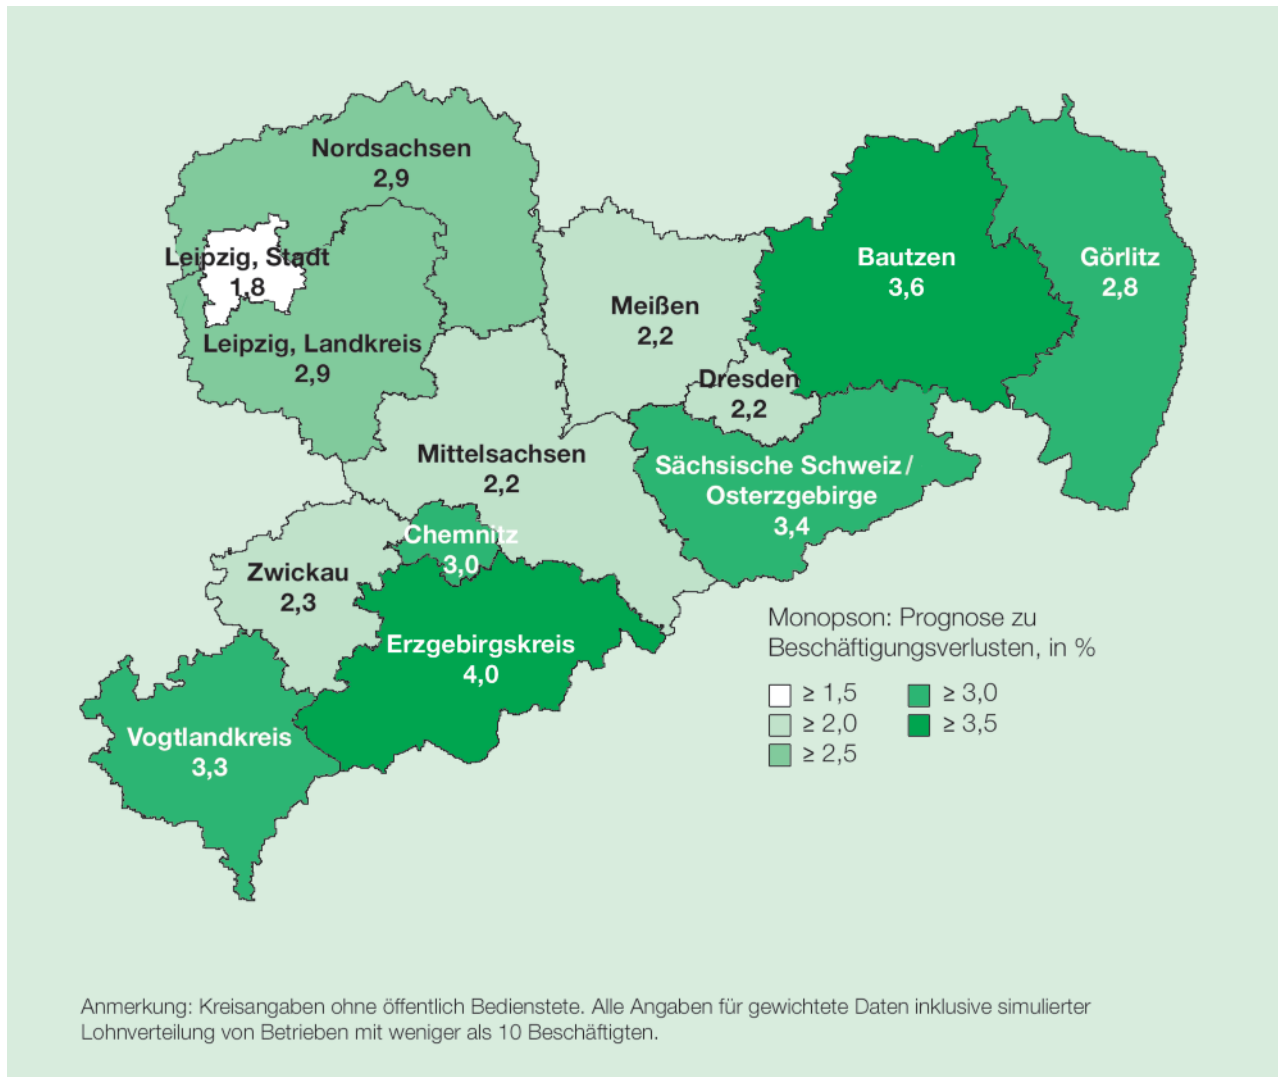 Nordsachsen
2,9
Leipzig, Stadt
1,8
Leipzig, Landkreis
2,9
Meißen
2,2
Bautzen
3,6
Görlitz
2,8
Dresden
2,2
Mittelsachsen
2,2
Sächsische Schweiz/
Osterzgebirge
3,4
Chemnitz
3,0
Zwickau
2,3
Erzgebirgskreis
4,0
Vogtlandkreis
3,3
Monopson: Prognose zu
Beschäftigungsverlusten, in %
≥ 1,5
≥ 2,0
≥ 2,5
≥ 3,0
≥ 3,5
Anmerkung: Kreisangaben ohne öffentlich Bedienstete. Alle Angaben für gewichtete Daten inklusive simulierter
Lohnverteilung von Betrieben mit weniger als 10 Beschäftigten.